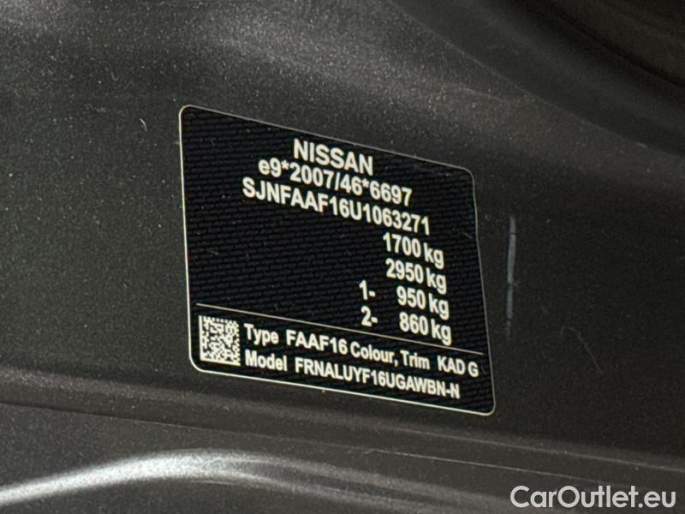 NISSAN
e9*2007/46*6697
SJNFAAF16U1063271
1700 kg
2950 kg
1- 950 kg
2- 860 kg
Type FAAF16 Colour, Trim KAD G
Model FRNALUYF16UGAWBN-N
CarOutlet.eu